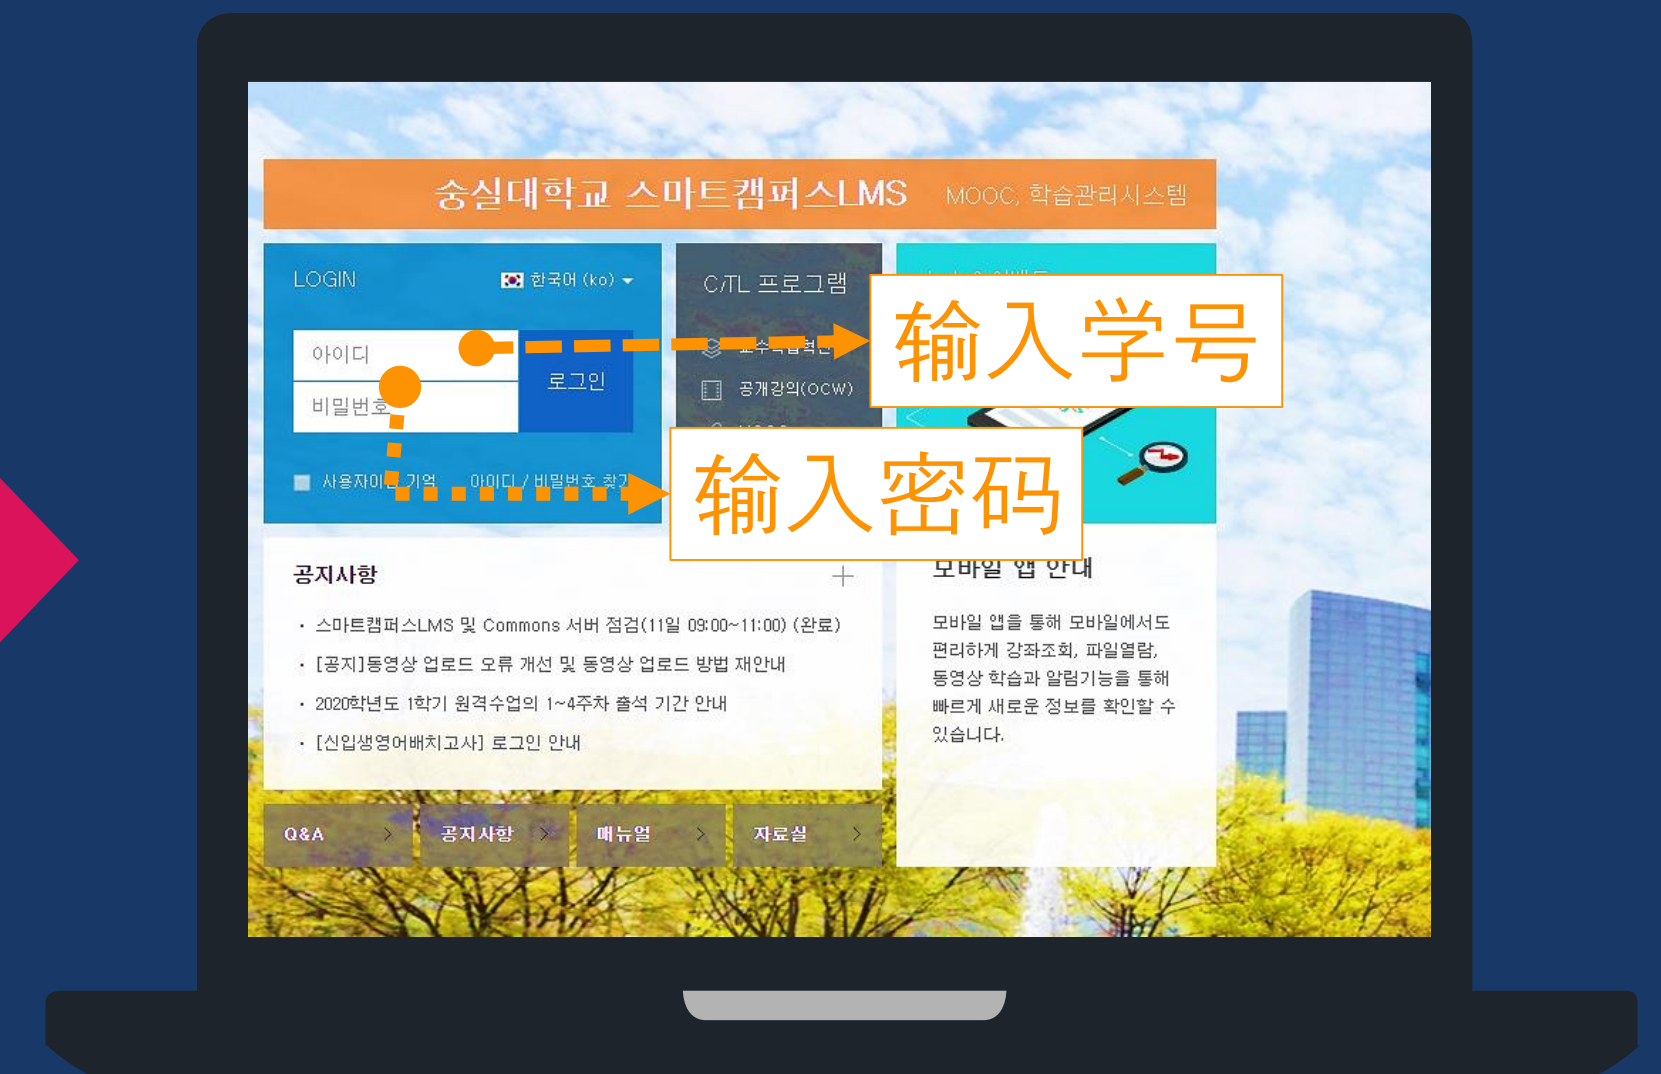 숭실대학교 스마트캠퍼스LMS MOOC, 학습관리시스템
LOGIN 한국어 (ko)
C/TL 프로그램
输入学号
아이디
로그인
비밀번호
공개강의(OCW)
输入密码
기억 아이디 / 비밀번호 찾기
공지사항
스마트캠퍼스LMS 및 Commons 서버 점검(11일 09:00~11:00) (완료)
[공지]동영상 업로드 오류 개선 및 동영상 업로드 방법 재안내
2020학년도 1학기 원격수업의 1~4주차 출석 기간 안내
[신입생영어배치고사] 로그인 안내
모바일 앱 안내
모바일 앱을 통해 모바일에서도
편리하게 강좌조회, 파일열람,
동영상 학습과 알림기능을 통해
빠르게 새로운 정보를 확인할 수
있습니다.
Q&A 공지사항 매뉴얼 자료실